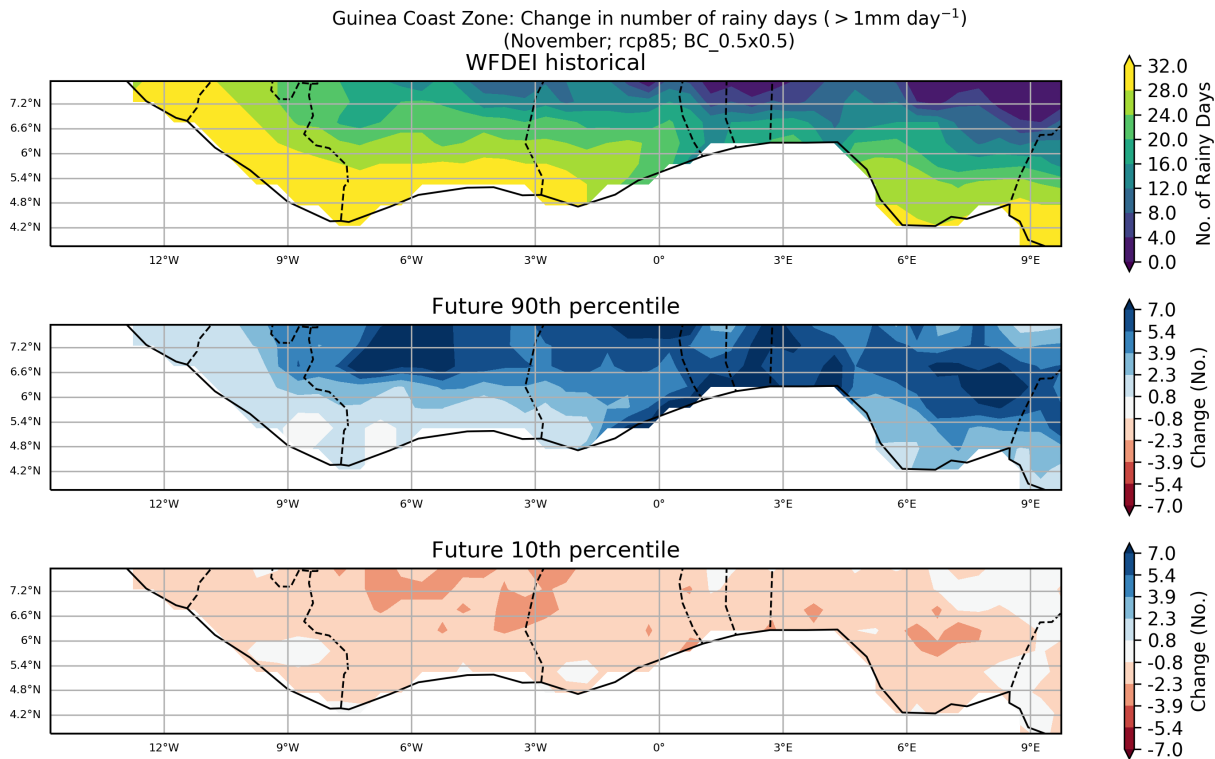 Guinea Coast Zone: Change in number of rainy days (>1mm day⁻¹)
(November; rcp85; BC_0.5x0.5)
WFDEI historical
7.2°N
6.6°N
6°N
5.4°N
4.8°N
4.2°N
12°W 9°W 6°W 3°W 0° 3°E 6°E 9°E
32.0
28.0
24.0
20.0
16.0
12.0
8.0
4.0
0.0
No. of Rainy Days
Future 90th percentile
7.2°N
6.6°N
6°N
5.4°N
4.8°N
4.2°N
12°W 9°W 6°W 3°W 0° 3°E 6°E 9°E
7.0
5.4
3.9
2.3
0.8
-0.8
-2.3
-3.9
-5.4
-7.0
Change (No.)
Future 10th percentile
7.2°N
6.6°N
6°N
5.4°N
4.8°N
4.2°N
12°W 9°W 6°W 3°W 0° 3°E 6°E 9°E
7.0
5.4
3.9
2.3
0.8
-0.8
-2.3
-3.9
-5.4
-7.0
Change (No.)